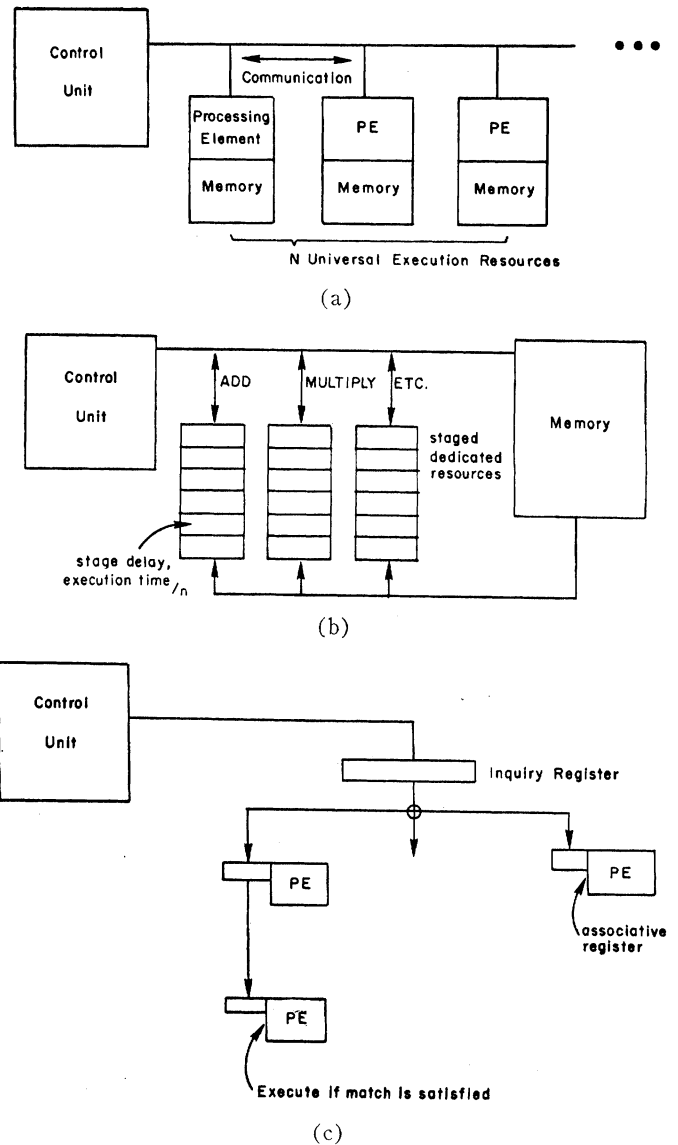 Control
Unit
Communication
Processing
Element
Memory
PE
Memory
PE
Memory
N Universal Execution Resources
(a)
Control
Unit
ADD
MULTIPLY
ETC.
staged
dedicated
resources
Memory
stage delay,
execution time/n
(b)
Control
Unit
Inquiry Register
PE
PE
associative
register
PE
Execute if match is satisfied
(c)